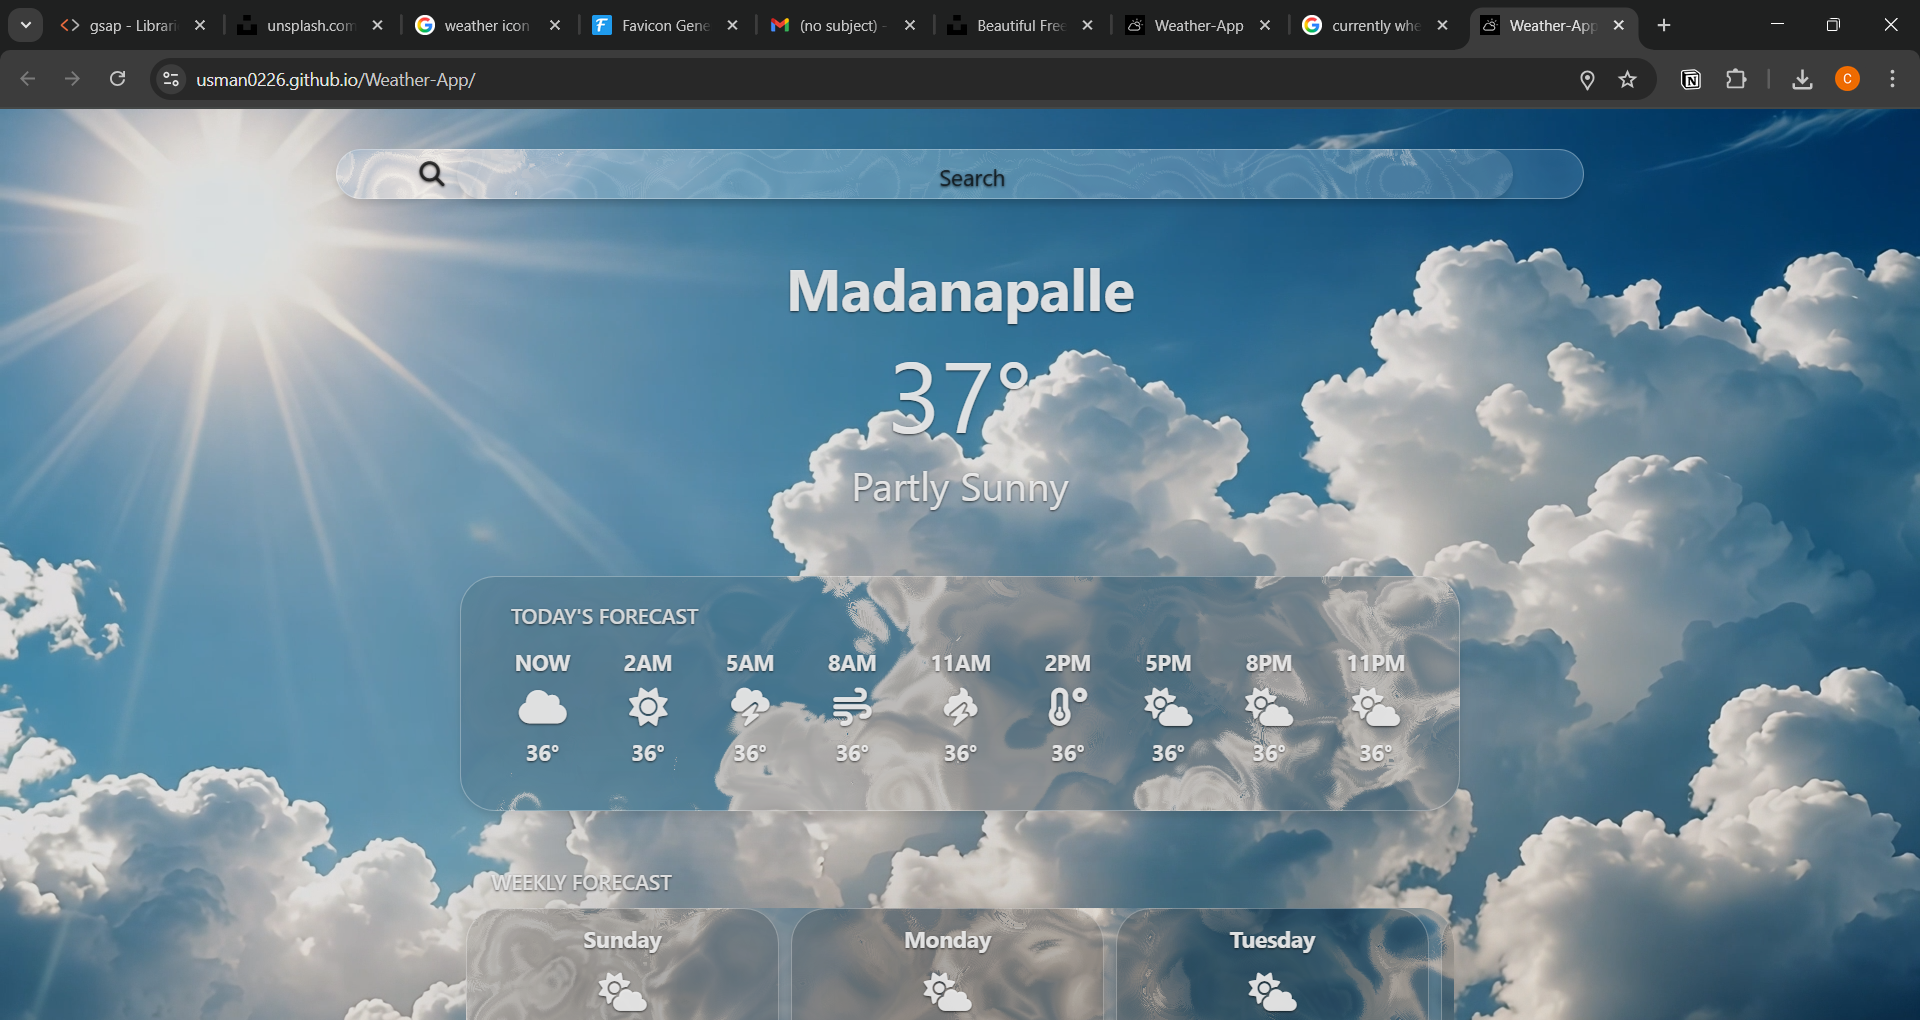 gsap - Librari
unsplash.com
weather icon
Favicon Gene
(no subject) -
Beautiful Free
Weather-App
currently whe
Weather-App
usman0226.github.io/Weather-App/
C
Search
Madanapalle
37°
Partly Sunny
TODAY'S FORECAST
NOW 2AM 5AM 8AM 11AM 2PM 5PM 8PM 11PM
36° 36° 36° 36° 36° 36° 36° 36° 36°
WEEKLY FORECAST
Sunday Monday Tuesday